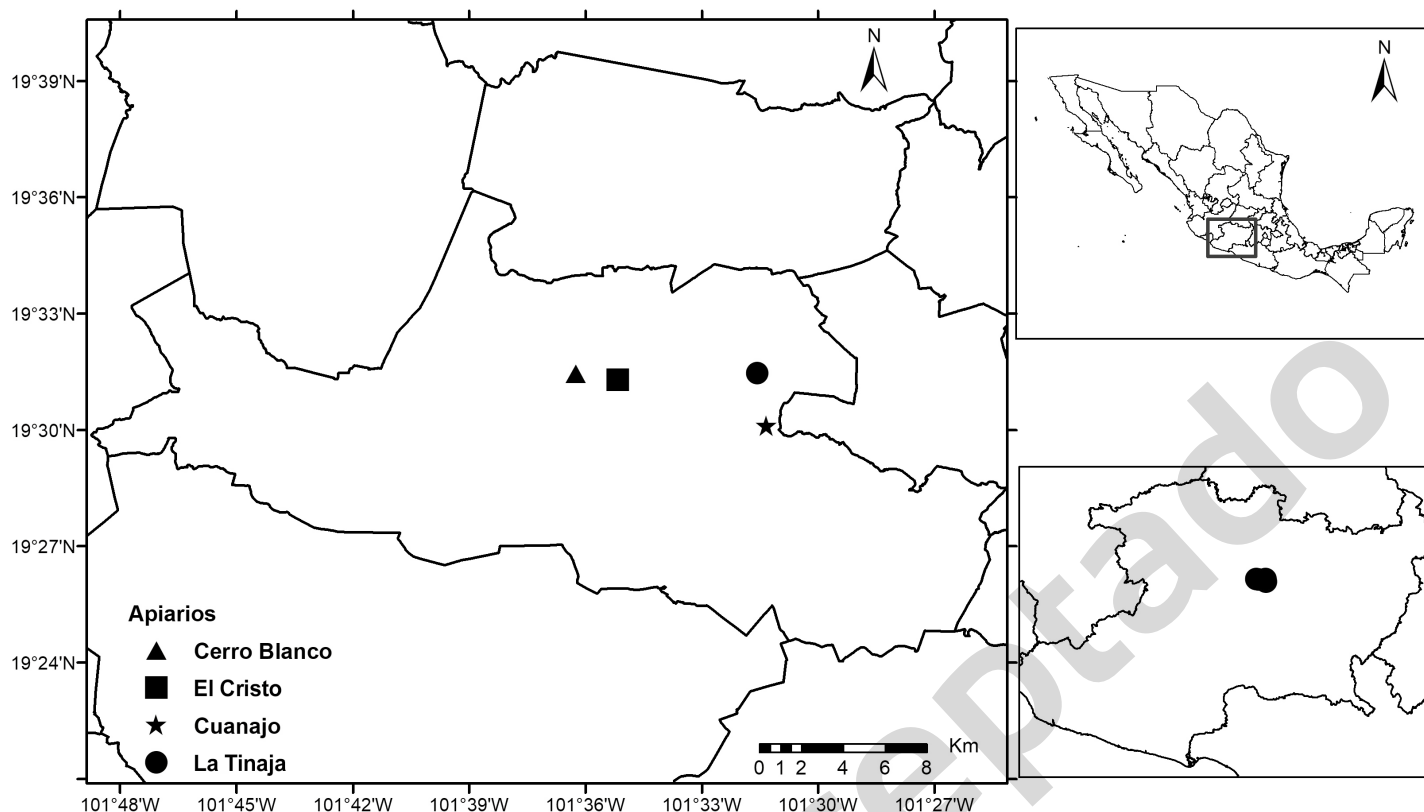 N
N
19°39'N
19°36'N
19°33'N
19°30'N
19°27'N
19°24'N
Apiarios
Cerro Blanco
El Cristo
Cuanajo
La Tinaja
Km
0 1 2 4 6 8
101°48'W 101°45'W 101°42'W 101°39'W 101°36'W 101°33'W 101°30'W 101°27'W
eptado